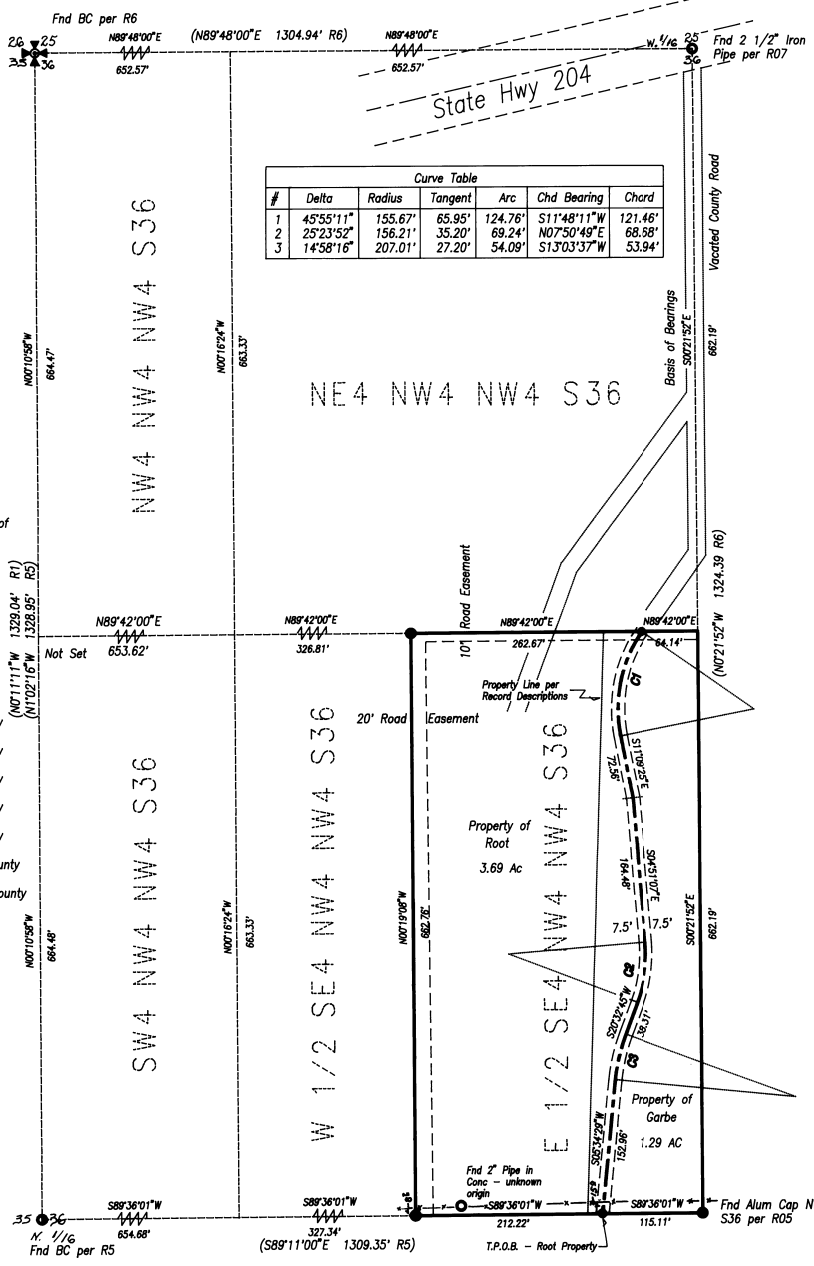 Fnd BC per R6
26 25
35 36
N89°48'00"E
652.57'
(N89°48'00"E 1304.94' R6)
N89°48'00"E
652.57'
W. 1/16
25
36
Fnd 2 1/2" Iron
Pipe per R07
State Hwy 204
Vacated County Road
Curve Table
# Delta Radius Tangent Arc Chd Bearing Chord
1 45°55'11" 155.67' 65.95' 124.76' S11°48'11"W 121.46'
2 25°23'52" 156.21' 35.20' 69.24' N07°50'49"E 68.58'
3 14°58'16" 207.01' 27.20' 54.09' S13°03'37"W 53.94'
N00°10'58"W
664.47'
NW4 NW4 NW4 S36
N00°16'24"W
663.33'
NE4 NW4 NW4 S36
Basis of Bearings
S00°21'52"E
662.19'
of
(N0°11'11"W 1329.04' R1)
(N1°02'16"W 1328.95' R5)
N89°42'00"E
653.62'
Not Set
N89°42'00"E
326.81'
10' Road Easement
N89°42'00"E
262.67'
N89°42'00"E
64.14'
(N0°21'52"W 1324.39 R6)
Property Line per
Record Descriptions
C1
20' Road Easement
S11°09'25"E
72.56'
y
y
y
y
y
unty
ounty
N00°10'58"W
664.48'
SW4 NW4 NW4 S36
N00°16'24"W
663.33'
W 1/2 SE4 NW4 NW4 S36
N00°19'08"W
662.76'
Property of
Root
3.69 Ac
E 1/2 SE4 NW4 NW4 S36
S04°51'07"E
164.48'
7.5' 7.5'
S00°21'52"E
662.19'
C2
S20°32'45"W
38.31'
C3
Property of
Garbe
1.29 AC
S05°34'29"W
152.96'
Fnd 2" Pipe in
Conc - unknown
origin
35 36
N. 1/16
Fnd BC per R5
S89°36'01"W
654.68'
S89°36'01"W
327.34'
(S89°11'00"E 1309.35' R5)
S89°36'01"W
212.22'
S89°36'01"W
115.11'
Fnd Alum Cap N
S36 per R05
T.P.O.B. - Root Property